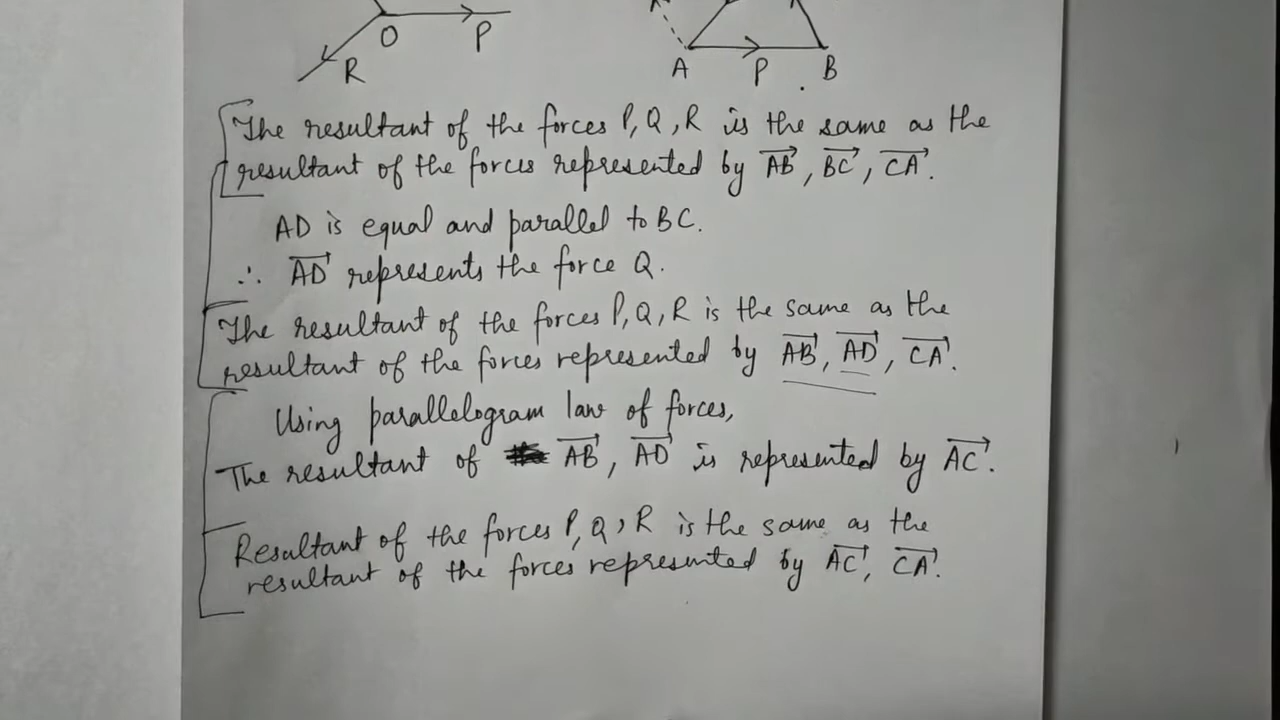 O P
R
A P B
The resultant of the forces P, Q, R is the same as the
resultant of the forces represented by AB, BC, CA.
AD is equal and parallel to BC.
∴ AD represents the force Q.
The resultant of the forces P, Q, R is the same as the
resultant of the forces represented by AB, AD, CA.
Using parallelogram law of forces,
The resultant of AB, AD is represented by AC.
Resultant of the forces P, Q, R is the same as the
resultant of the forces represented by AC, CA.